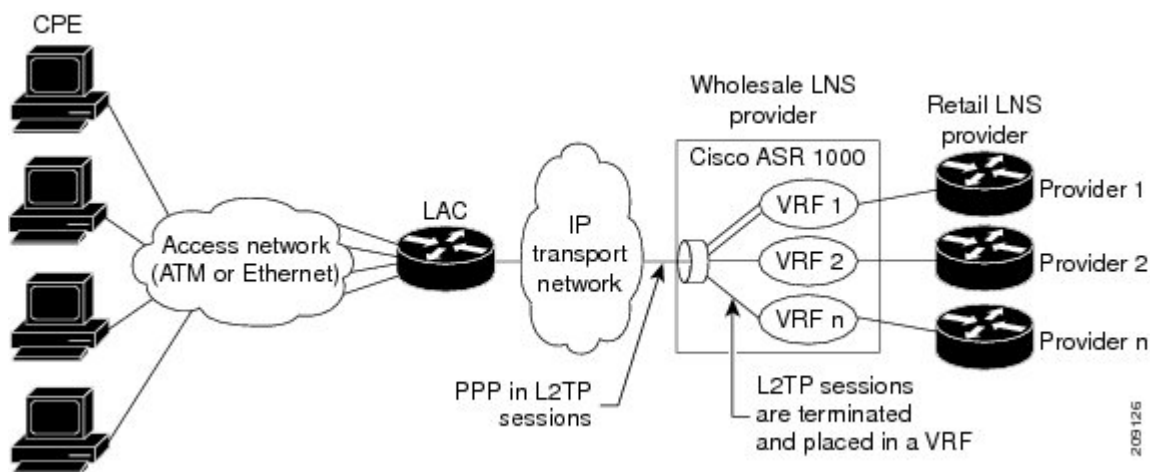 CPE
Access network
(ATM or Ethernet)
LAC
IP
transport
network
PPP in L2TP
sessions
Wholesale LNS
provider
Cisco ASR 1000
VRF 1
VRF 2
VRF n
L2TP sessions
are terminated
and placed in a VRF
Retail LNS
provider
Provider 1
Provider 2
Provider n
209126